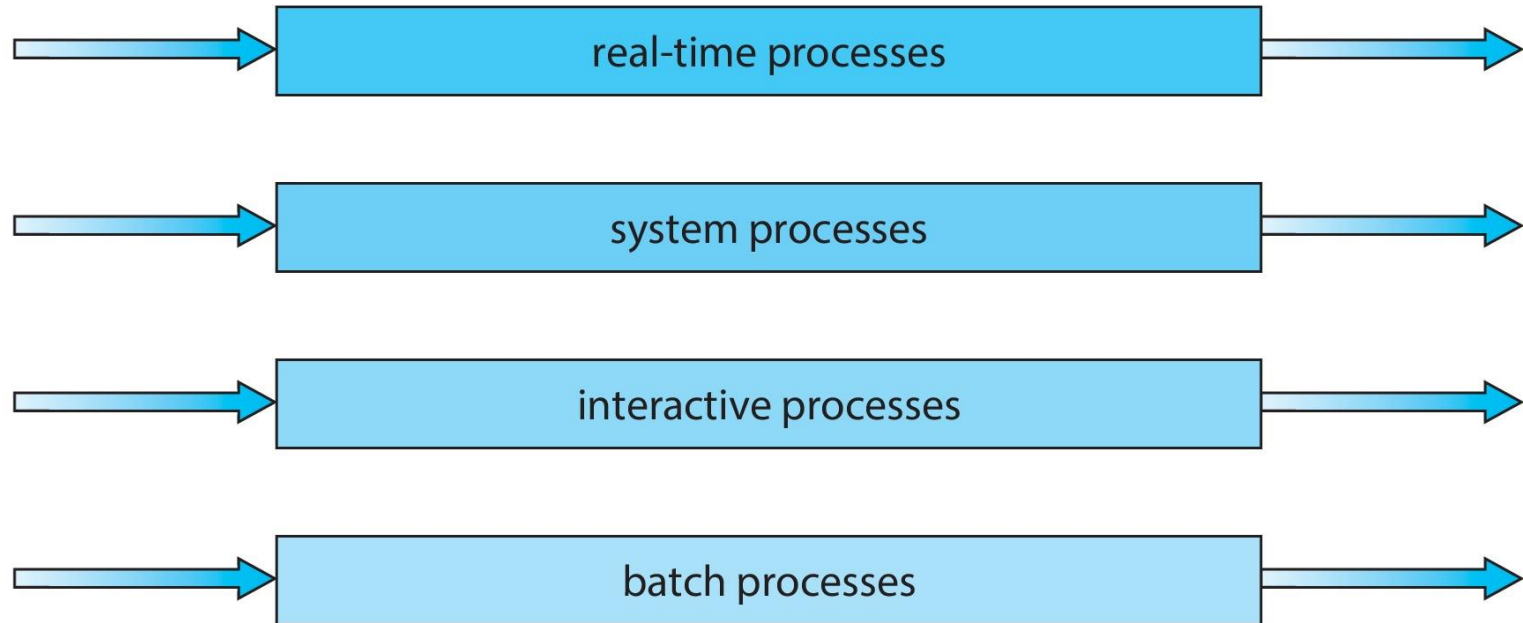 real-time processes
system processes
interactive processes
batch processes